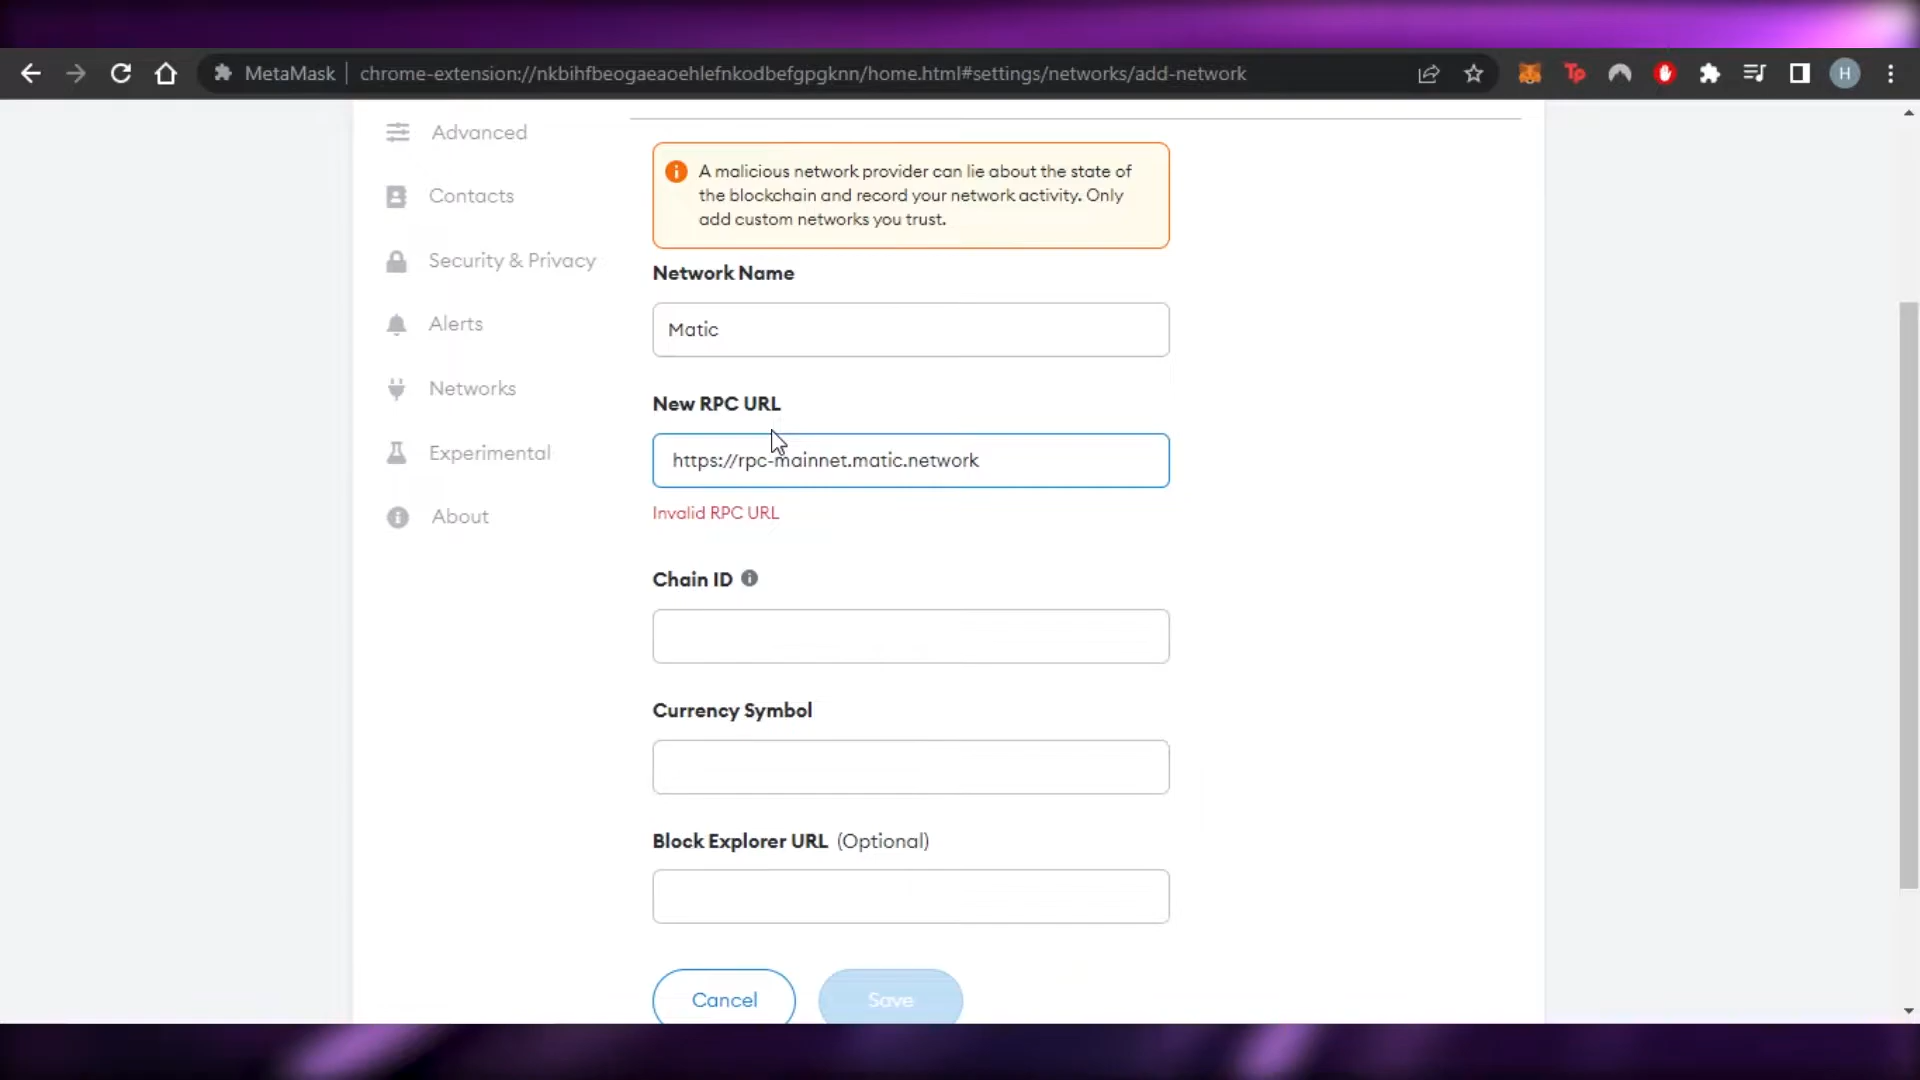 MetaMask
chrome-extension://nkbihfbeogaeaoehlefnkodbefgpgknn/home.html#settings/networks/add-network
Tp
H
Advanced
Contacts
Security & Privacy
Alerts
Networks
Experimental
About
A malicious network provider can lie about the state of
the blockchain and record your network activity. Only
add custom networks you trust.
Network Name
Matic
New RPC URL
https://rpc-mainnet.matic.network
Invalid RPC URL
Chain ID
Currency Symbol
Block Explorer URL (Optional)
Cancel
Save